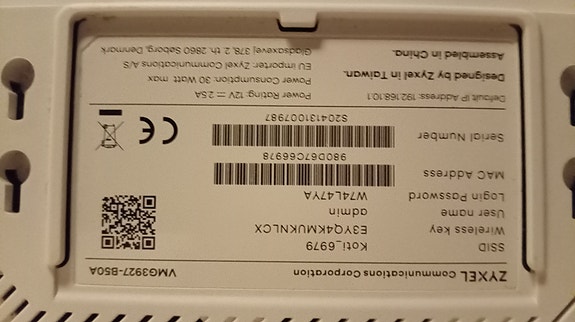 ZYXEL Communications Corporation VMG3927-B50A
SSID Koti_6979
Wireless key E3YQ4KMUKNLCX
User name admin
Login Password W74L47YA
MAC Address
980D67C66978
Serial Number
S204131007987
Default IP Address: 192.168.10.1
Designed by Zyxel in Taiwan.
Assembled in China.
Power Rating: 12V ⎓ 2.5A
Power Consumption: 30 Watt max
EU importer: Zyxel Communications A/S
Gladsaxevej 378, 2. th. 2860 Søborg, Denmark
CE